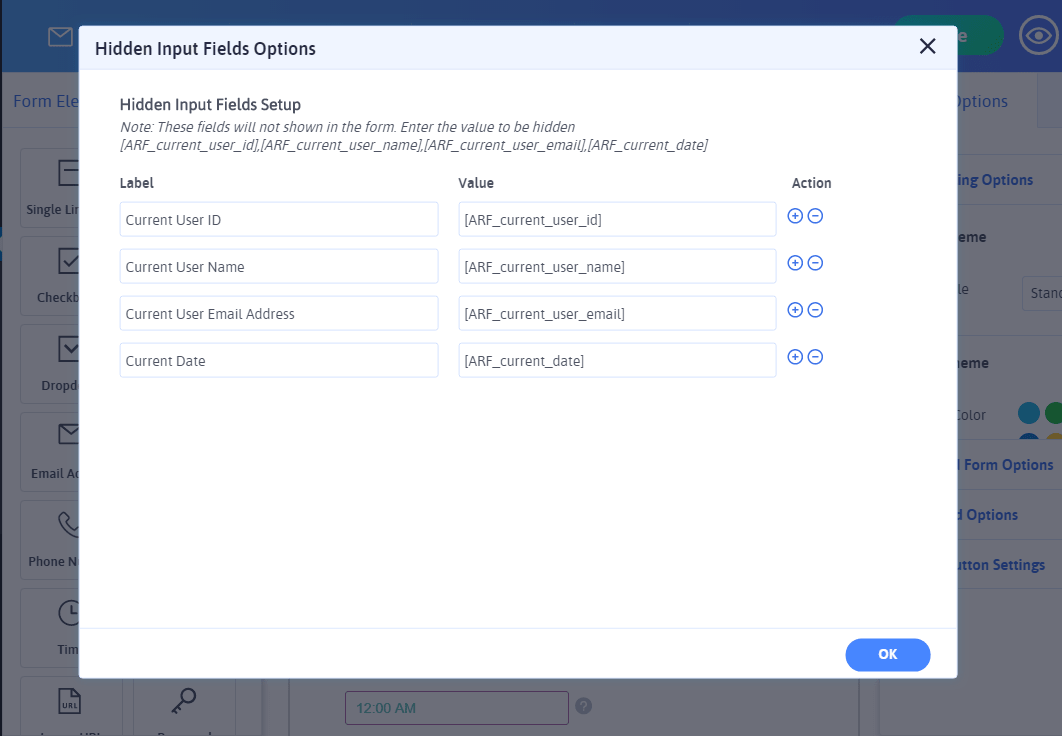 Hidden Input Fields Options
Form Ele
Options
Hidden Input Fields Setup
Note: These fields will not shown in the form. Enter the value to be hidden
[ARF_current_user_id],[ARF_current_user_name],[ARF_current_user_email],[ARF_current_date]
Label Value Action
Current User ID [ARF_current_user_id]
Current User Name [ARF_current_user_name]
Current User Email Address [ARF_current_user_email]
Current Date [ARF_current_date]
OK
Single Lin
Checkb
Dropd
Email Ad
Phone N
Tim
URL
ing Options
eme
le
Stand
eme
Color
d Form Options
d Options
utton Settings
12:00 AM
?